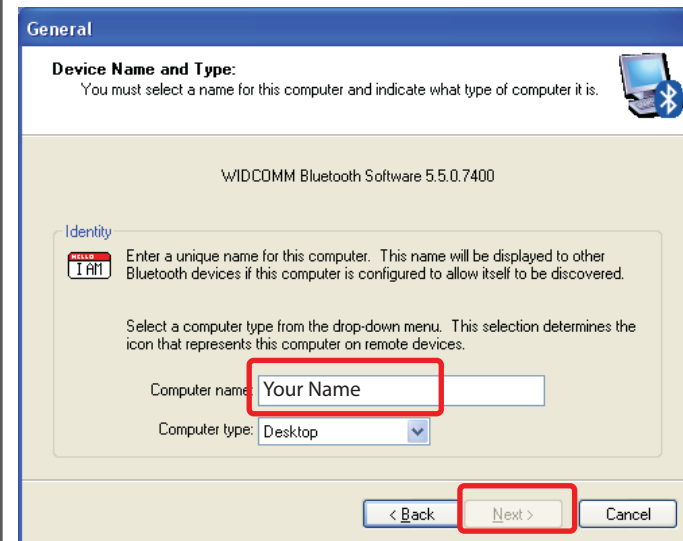 General
Device Name and Type:
You must select a name for this computer and indicate what type of computer it is.
WIDCOMM Bluetooth Software 5.5.0.7400
Identity
HELLO
I AM
Enter a unique name for this computer.  This name will be displayed to other
Bluetooth devices if this computer is configured to allow itself to be discovered.
Select a computer type from the drop-down menu.  This selection determines the
icon that represents this computer on remote devices.
Computer name: Your Name
Computer type: Desktop
< Back Next > Cancel